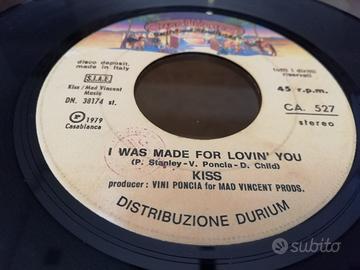 disco deposit.
made in Italy
S.I.A.E.
Kiss / Mad Vincent
Music
DN. 38174 st.
℗ 1979
Casablanca
tutti i diritti
riservati
45 r.p.m.
CA. 527
stereo
I WAS MADE FOR LOVIN' YOU
(P. Stanley - V. Poncia - D. Child)
KISS
producer : VINI PONCIA for MAD VINCENT PRODS.
DISTRIBUZIONE DURIUM
subito